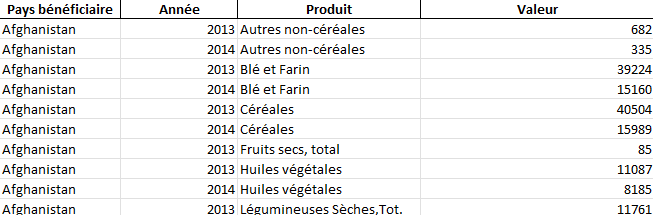 Pays bénéficiaire Année Produit Valeur
Afghanistan 2013 Autres non-céréales 682
Afghanistan 2014 Autres non-céréales 335
Afghanistan 2013 Blé et Farin 39224
Afghanistan 2014 Blé et Farin 15160
Afghanistan 2013 Céréales 40504
Afghanistan 2014 Céréales 15989
Afghanistan 2013 Fruits secs, total 85
Afghanistan 2013 Huiles végétales 11087
Afghanistan 2014 Huiles végétales 8185
Afghanistan 2013 Légumineuses Sèches,Tot. 11761